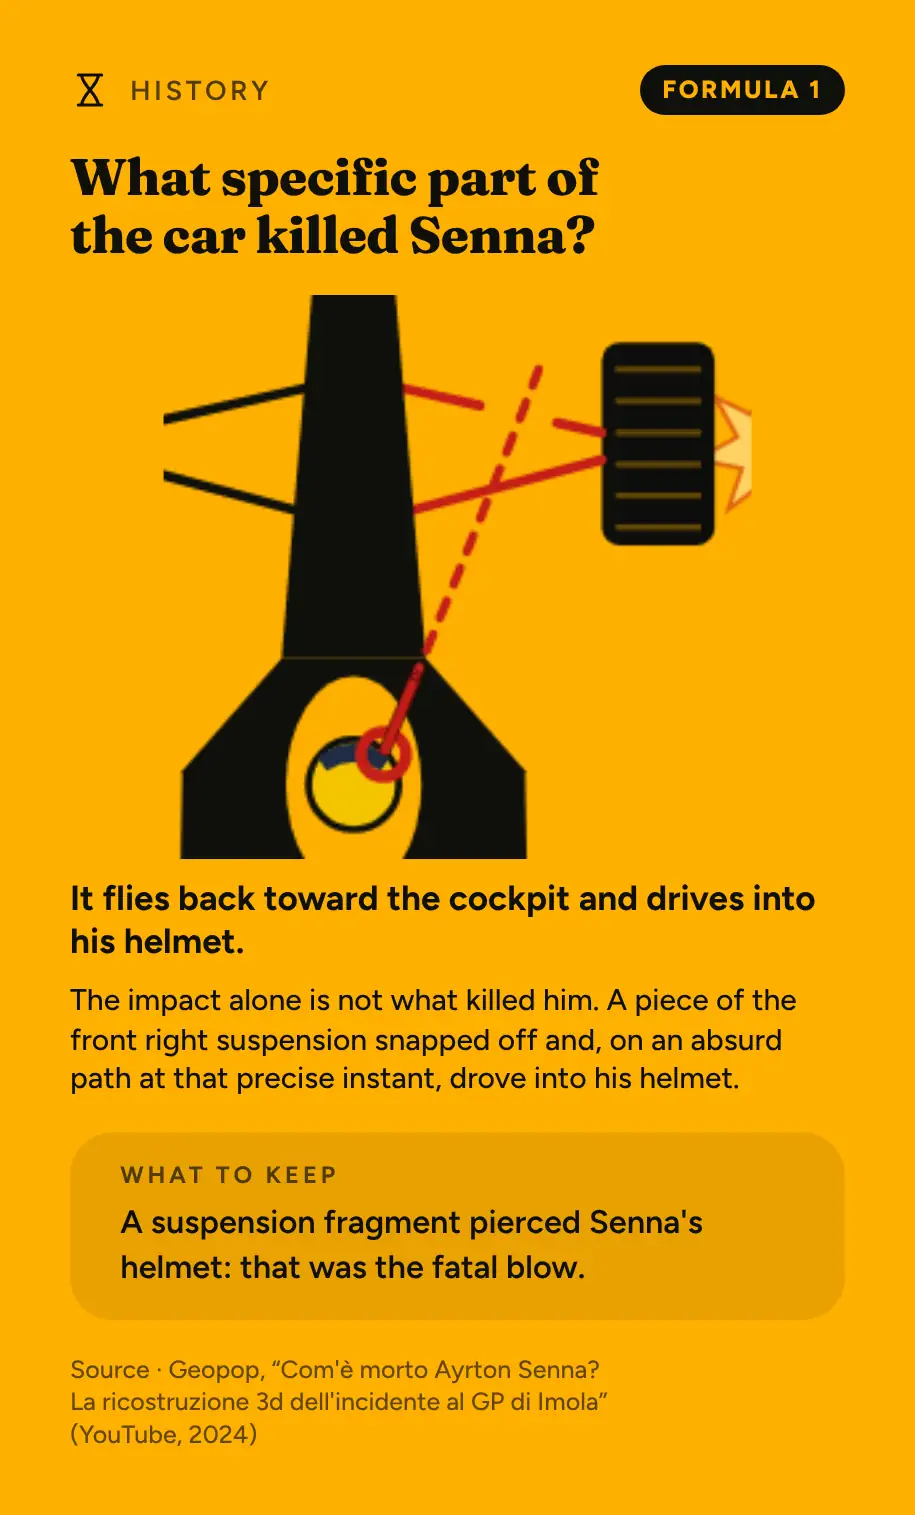 HISTORY
FORMULA 1
What specific part of
the car killed Senna?
It flies back toward the cockpit and drives into
his helmet.
The impact alone is not what killed him. A piece of the
front right suspension snapped off and, on an absurd
path at that precise instant, drove into his helmet.
WHAT TO KEEP
A suspension fragment pierced Senna's
helmet: that was the fatal blow.
Source · Geopop, “Com'è morto Ayrton Senna?
La ricostruzione 3d dell'incidente al GP di Imola”
(YouTube, 2024)